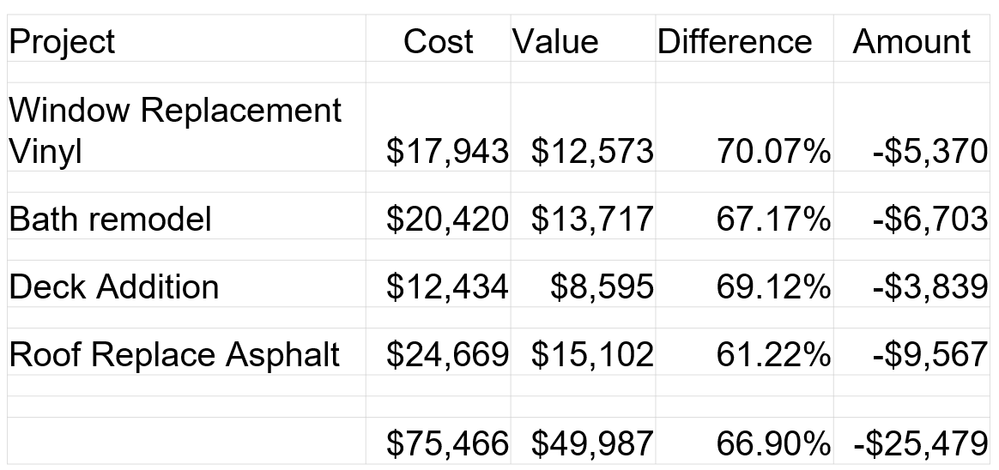 Project Cost Value Difference Amount
Window Replacement
Vinyl $17,943 $12,573 70.07% -$5,370
Bath remodel $20,420 $13,717 67.17% -$6,703
Deck Addition $12,434 $8,595 69.12% -$3,839
Roof Replace Asphalt $24,669 $15,102 61.22% -$9,567
$75,466 $49,987 66.90% -$25,479